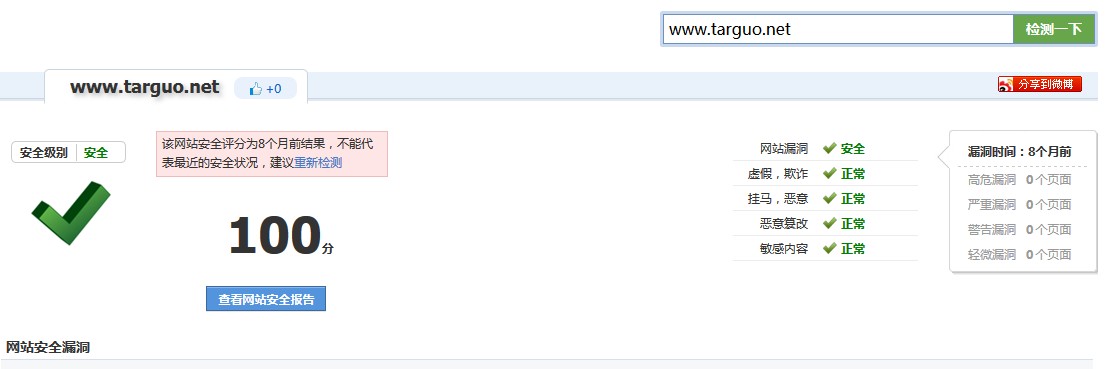 www.targuo.net 检测一下
www.targuo.net +0 分享到微博
安全级别 安全
该网站安全评分为8个月前结果，不能代
表最近的安全状况，建议重新检测
100分
查看网站安全报告
网站漏洞 安全
虚假，欺诈 正常
挂马，恶意 正常
恶意篡改 正常
敏感内容 正常
漏洞时间：8个月前
高危漏洞 0个页面
严重漏洞 0个页面
警告漏洞 0个页面
轻微漏洞 0个页面
网站安全漏洞